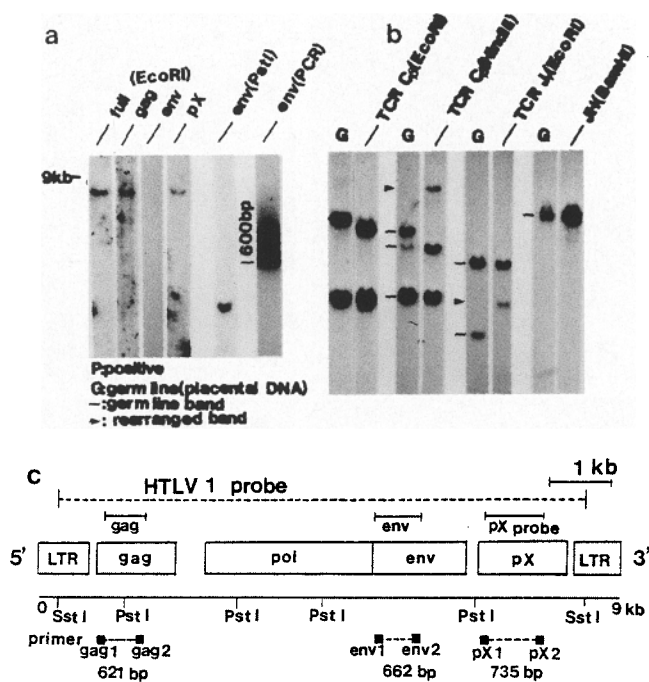 a
b
(EcoRI)
full
gag
env
pX
env(PstI)
env(PCR)
G
TCR Cβ(EcoRI)
G
G
TCR Jγ(EcoRI)
G
JH(BamHI)
9kb-
600bp
P:positive
G:germ line(placental DNA)
–:germ line band
►: rearranged band
c
1 kb
HTLV 1 probe
gag
env
pX probe
5' LTR gag pol env pX LTR 3'
0 9 kb
Sst I Pst I Pst I Pst I Pst I Sst I
primer
gag1 gag2 env1 env2 pX1 pX2
621 bp 662 bp 735 bp